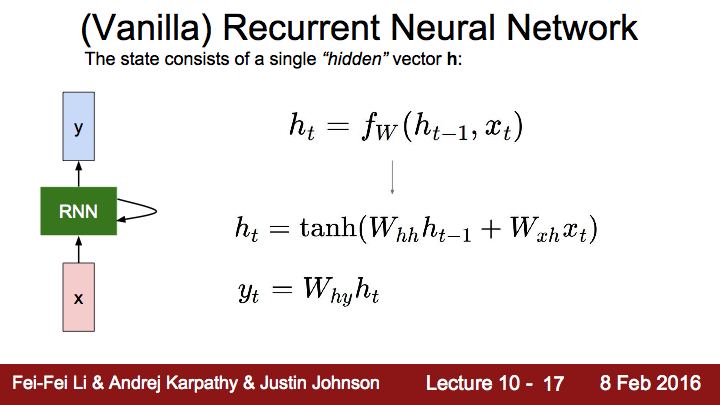 (Vanilla) Recurrent Neural Network
The state consists of a single “hidden” vector h:
y
RNN
x
h_t = f_W(h_{t−1}, x_t)
h_t = tanh(W_{hh}h_{t−1} + W_{xh}x_t)
y_t = W_{hy}h_t
Fei-Fei Li & Andrej Karpathy & Justin Johnson Lecture 10 - 17 8 Feb 2016